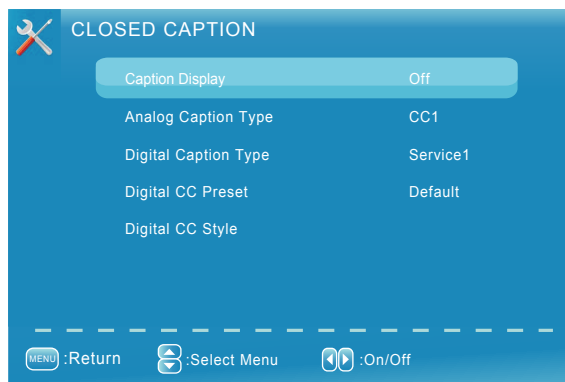 CLOSED CAPTION
Caption Display Off
Analog Caption Type CC1
Digital Caption Type Service1
Digital CC Preset Default
Digital CC Style
MENU :Return :Select Menu :On/Off